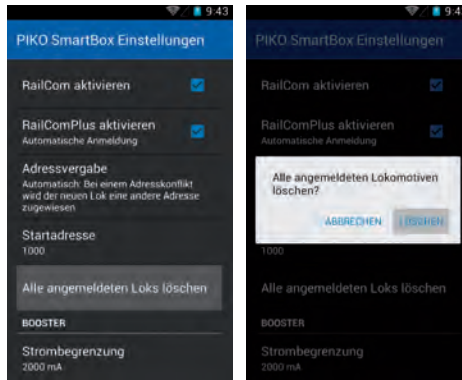 9:43
PIKO SmartBox Einstellungen
RailCom aktivieren
RailComPlus aktivieren
Automatische Anmeldung
Adressvergabe
Automatisch: Bei einem Adresskonflikt
wird der neuen Lok eine andere Adresse
zugewiesen
Startadresse
1000
Alle angemeldeten Loks löschen
BOOSTER
Strombegrenzung
2000 mA
9:4
PIKO SmartBox Einstellungen
RailCom aktivieren
RailComPlus aktivieren
Automatische Anmeldung
Alle angemeldeten Lokomotiven
löschen?
ABBRECHEN LÖSCHEN
1000
Alle angemeldeten Loks löschen
BOOSTER
Strombegrenzung
2000 mA